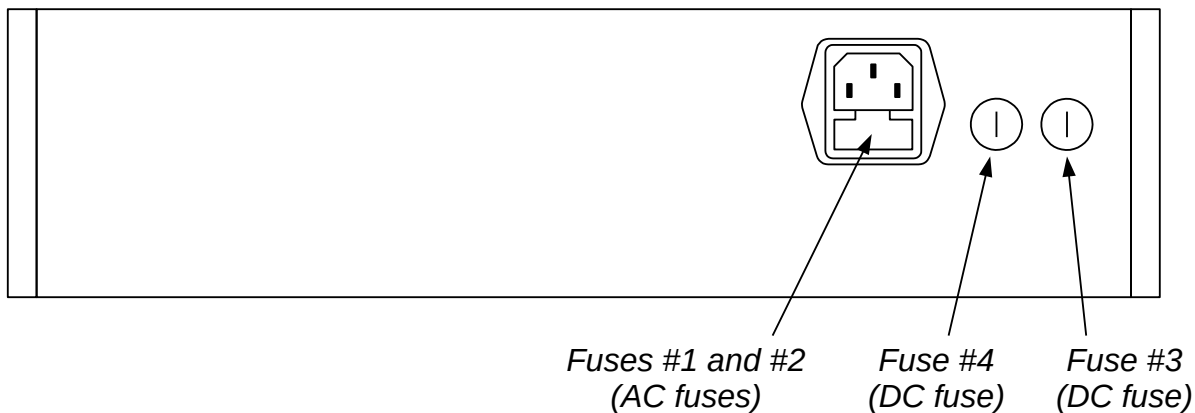 Fuses #1 and #2
(AC fuses)
Fuse #4
(DC fuse)
Fuse #3
(DC fuse)